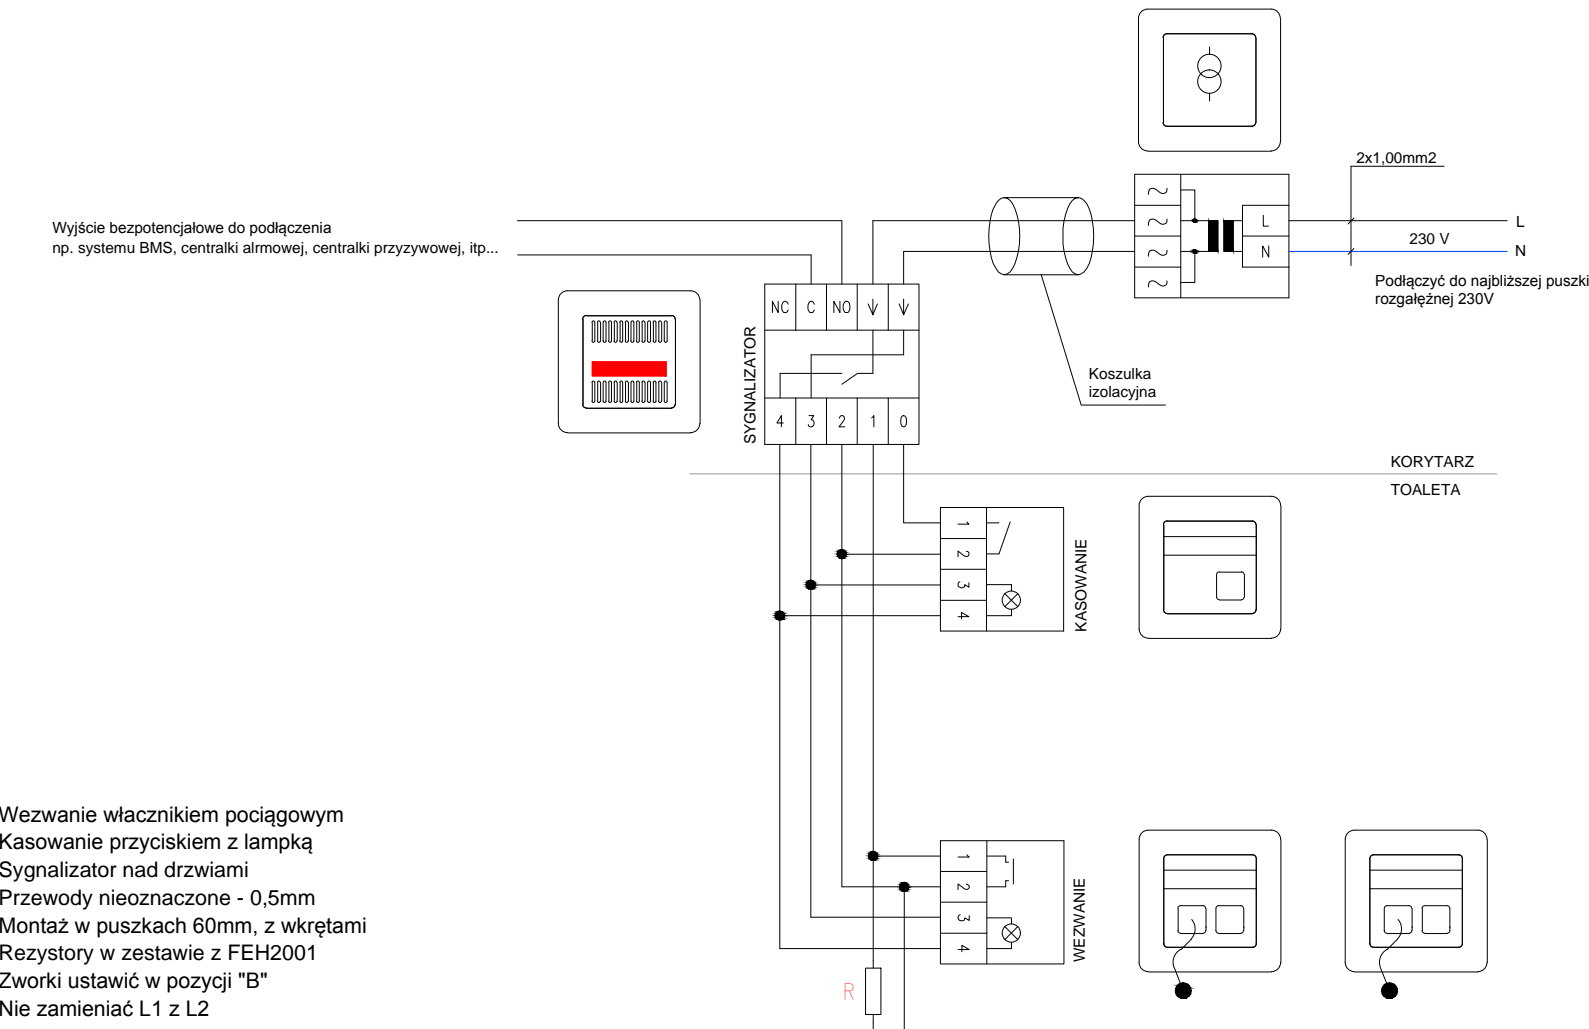 2x1,00mm2
Wyjście bezpotencjałowe do podłączenia
np. systemu BMS, centralki alrmowej, centralki przyzywowej, itp...
L
L
230 V
N
N
Podłączyć do najbliższej puszki
rozgałęźnej 230V
NC C NO
SYGNALIZATOR
Koszulka
izolacyjna
4 3 2 1 0
KORYTARZ
TOALETA
1
2
3
4
KASOWANIE
Wezwanie włacznikiem pociągowym
Kasowanie przyciskiem z lampką
Sygnalizator nad drzwiami
Przewody nieoznaczone - 0,5mm
Montaż w puszkach 60mm, z wkrętami
Rezystory w zestawie z FEH2001
Zworki ustawić w pozycji "B"
Nie zamieniać L1 z L2
1
2
3
4
WEZWANIE
R